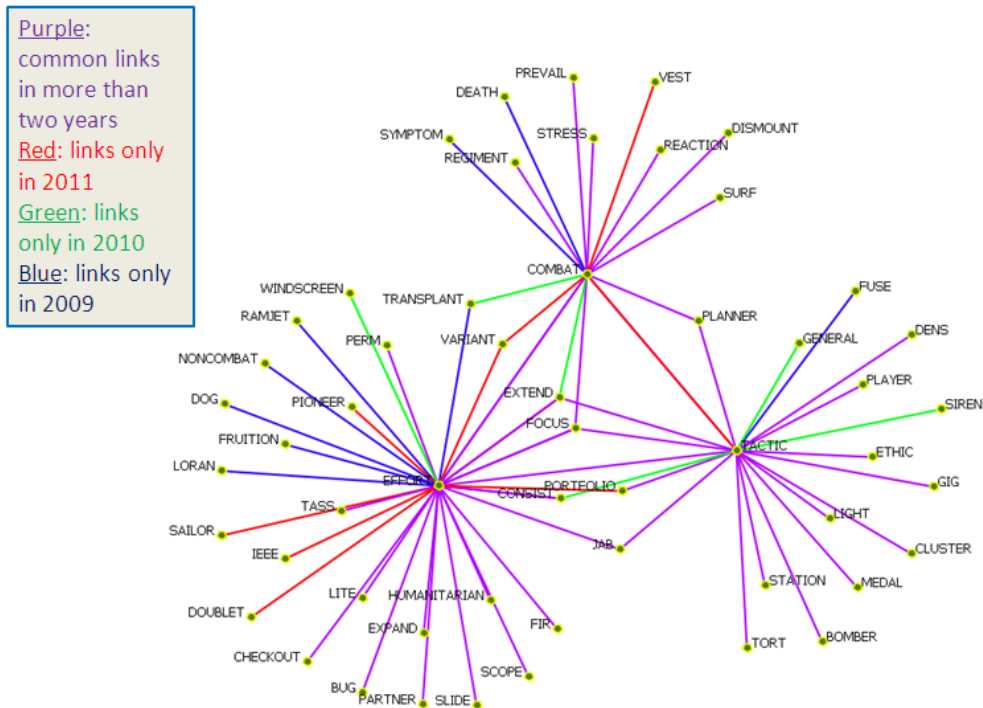 Purple:
common links
in more than
two years
Red: links only
in 2011
Green: links
only in 2010
Blue: links only
in 2009
PREVAIL
VEST
DEATH
SYMPTOM
STRESS
DISMOUNT
REGIMENT
REACTION
SURF
COMBAT
WINDSCREEN
TRANSPLANT
FUSE
RAMJET
PLANNER
PERM
VARIANT
GENERAL
DENS
NONCOMBAT
PLAYER
DOG
PIONEER
EXTEND
SIREN
FOCUS
FRUITION
TACTIC
ETHIC
LORAN
EFFORT
PORTFOLIO
CONSIST
GIG
TASS
LIGHT
SAILOR
JAB
IEEE
CLUSTER
LITE
HUMANITARIAN
STATION
MEDAL
DOUBLET
EXPAND
FIR
TORT
BOMBER
CHECKOUT
SCOPE
BUG
PARTNER
SLIDE